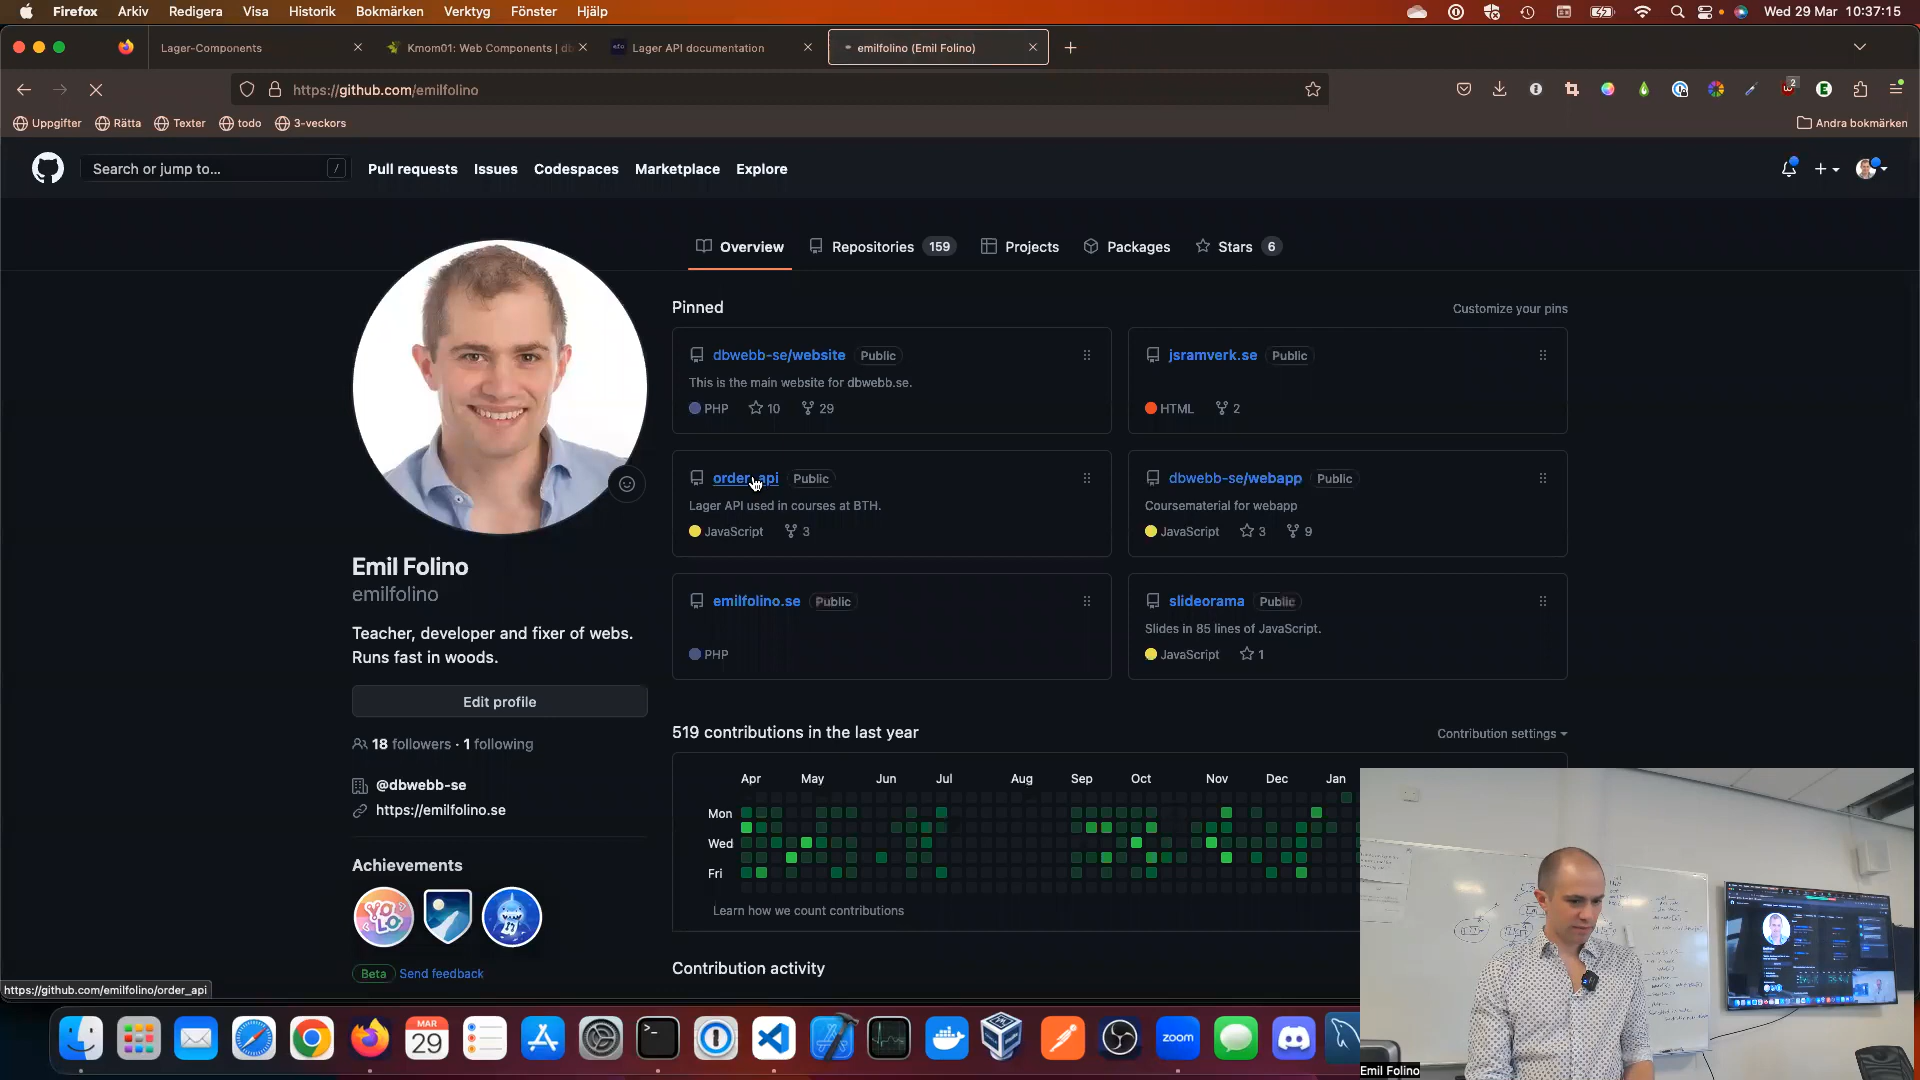 Firefox Arkiv Redigera Visa Historik Bokmärken Verktyg Fönster Hjälp Wed 29 Mar 10:37:15
Lager-Components
Kmom01: Web Components | db
Lager API documentation
emilfolino (Emil Folino)
https://github.com/emilfolino
2
Uppgifter Rätta Texter todo 3-veckors Andra bokmärken
Search or jump to... /
Pull requests Issues Codespaces Marketplace Explore
Overview Repositories 159 Projects Packages Stars 6
Pinned
Customize your pins
dbwebb-se/website Public
This is the main website for dbwebb.se.
PHP 10 29
jsramverk.se Public
HTML 2
order_api Public
Lager API used in courses at BTH.
JavaScript 3
dbwebb-se/webapp Public
Coursematerial for webapp
JavaScript 3 9
emilfolino.se Public
PHP
slideorama Public
Slides in 85 lines of JavaScript.
JavaScript 1
Emil Folino
emilfolino
Teacher, developer and fixer of webs.
Runs fast in woods.
Edit profile
18 followers · 1 following
@dbwebb-se
https://emilfolino.se
Achievements
YOLO
Beta Send feedback
519 contributions in the last year
Contribution settings
Apr May Jun Jul Aug Sep Oct Nov Dec Jan
Mon
Wed
Fri
Learn how we count contributions
Contribution activity
https://github.com/emilfolino/order_api
MAR
29
zoom
Emil Folino